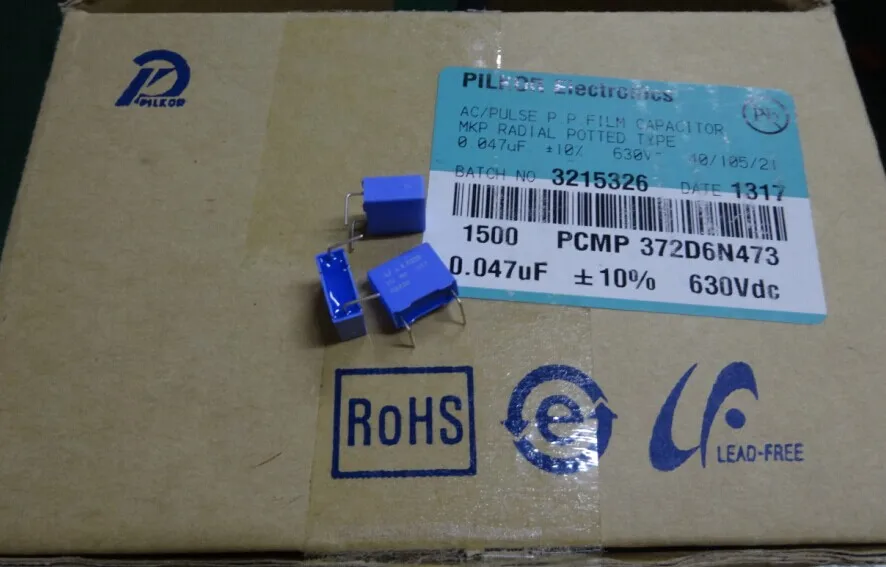 PILKOR
PILKOR Electronics
AC/PULSE P P FILM CAPACITOR
MKP RADIAL POTTED TYPE
0.047uF ±10% 630V- 40/105/21
BATCH NO 3215326 DATE 1317
1500 PCMP 372D6N473
0.047uF ±10% 630Vdc
RoHS
e
LEAD-FREE